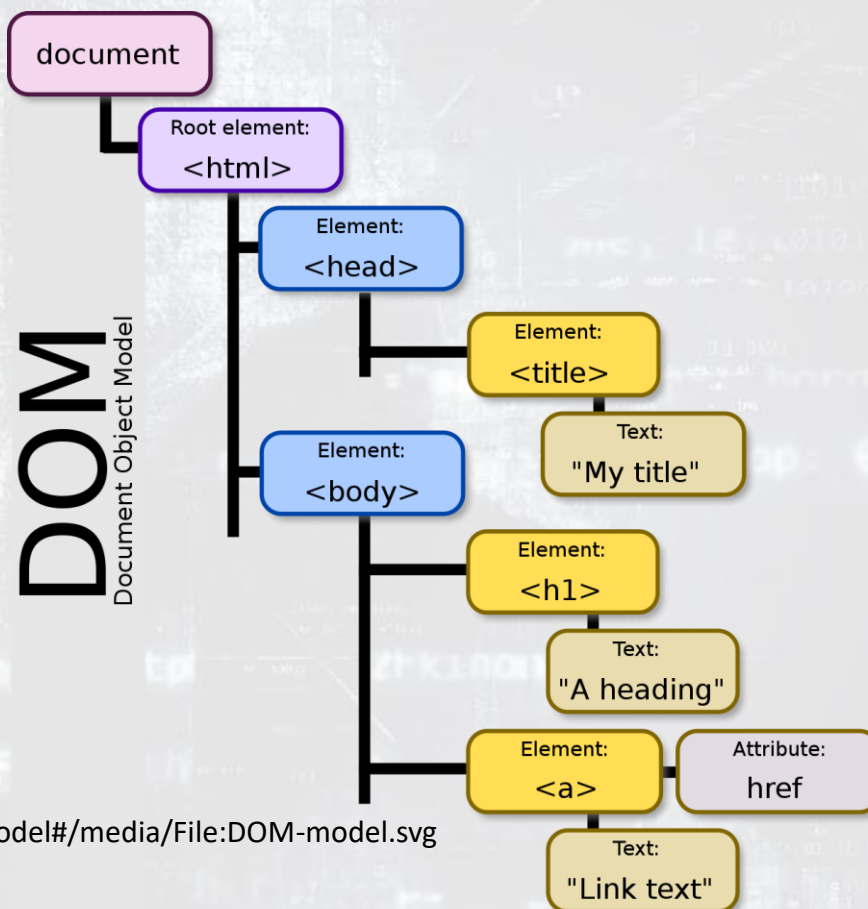 document
Root element:
<html>
Element:
<head>
Element:
<title>
Text:
"My title"
DOM
Document Object Model
Element:
<body>
Element:
<h1>
Text:
"A heading"
Element:
<a>
Attribute:
href
Text:
"Link text"
odel#/media/File:DOM-model.svg